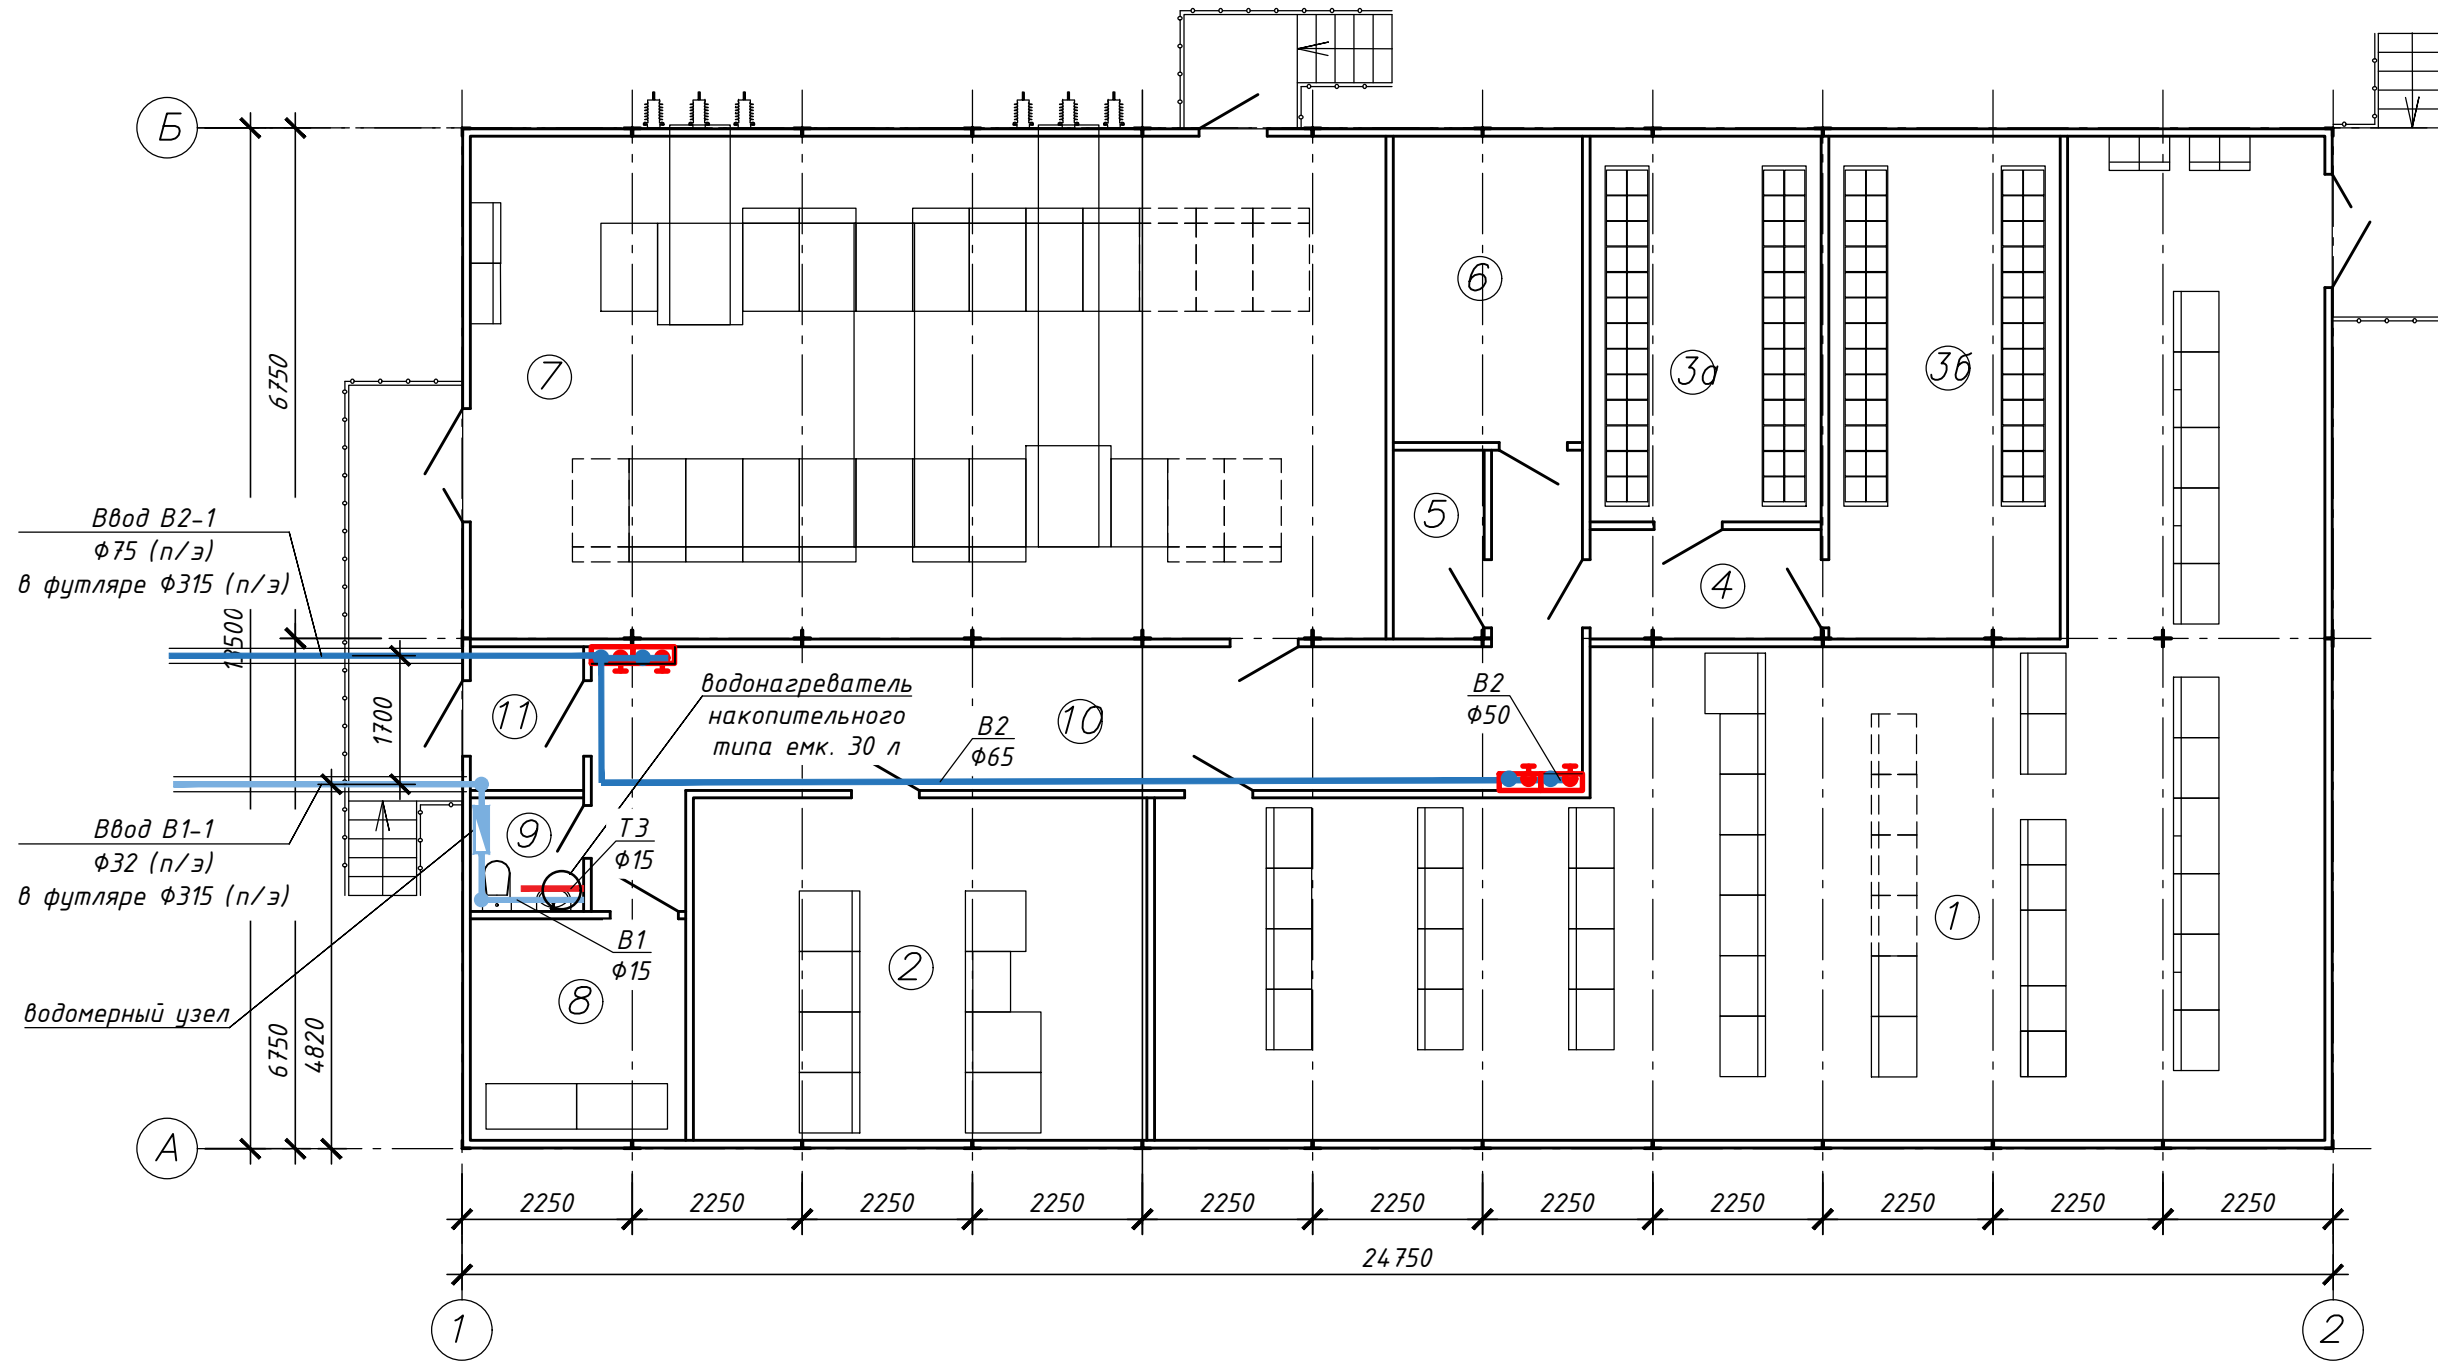 Б
6750
7
6
3а
3б
5
4
Ввод В2-1
Ф75 (п/э)
в футляре Ф315 (п/э)
13500
1700
11
водонагреватель
накопительного
типа емк. 30 л
10
В2
Ф65
В2
Ф50
Ввод В1-1
Ф32 (п/э)
в футляре Ф315 (п/э)
9
Т3
Ф15
В1
Ф15
8
2
1
водомерный узел
6750
4820
А
2250 2250 2250 2250 2250 2250 2250 2250 2250 2250 2250
24750
1
2